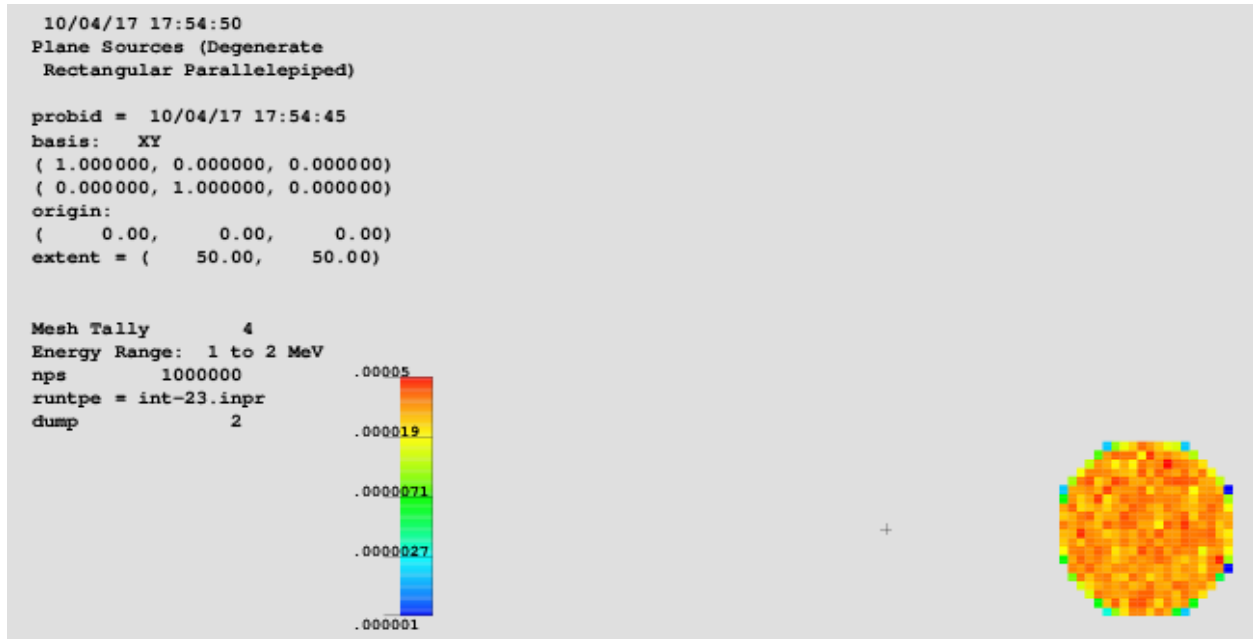 10/04/17 17:54:50
Plane Sources (Degenerate
Rectangular Parallelepiped)
probid = 10/04/17 17:54:45
basis: XY
( 1.000000, 0.000000, 0.000000)
( 0.000000, 1.000000, 0.000000)
origin:
( 0.00, 0.00, 0.00)
extent = ( 50.00, 50.00)
Mesh Tally 4
Energy Range: 1 to 2 MeV
nps 1000000
runtpe = int-23.inpr
dump 2
.00005
.000019
.0000071
.0000027
.000001